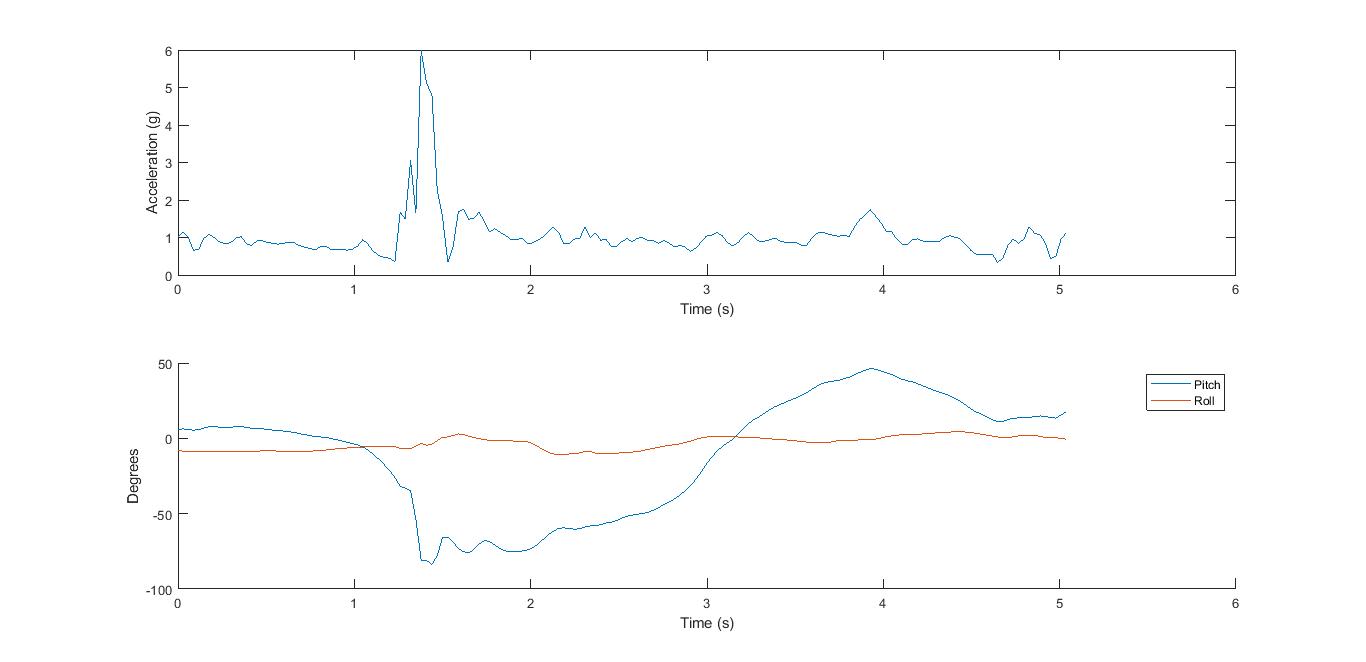 6
5
4
3
2
1
0
Acceleration (g)
0 1 2 3 4 5 6
Time (s)
50
0
-50
-100
Degrees
Pitch
Roll
0 1 2 3 4 5 6
Time (s)